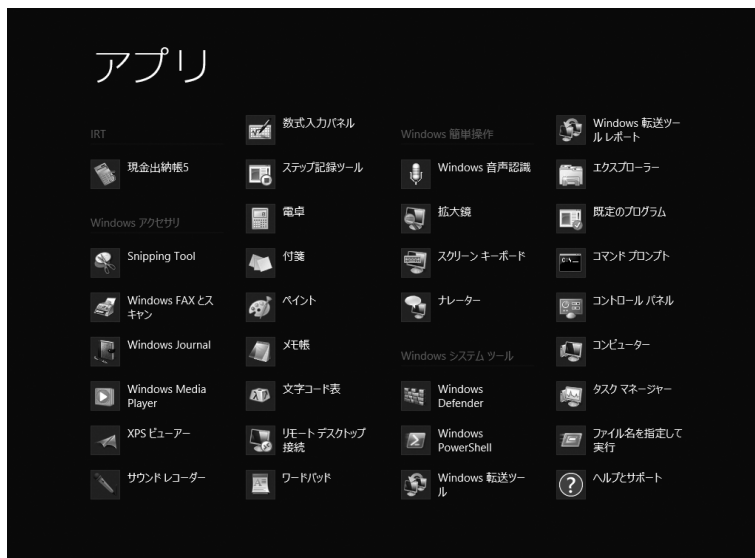 アプリ
IRT
現金出納帳5
Windows アクセサリ
Snipping Tool
Windows FAX とス
キャン
Windows Journal
Windows Media
Player
XPS ビューアー
サウンド レコーダー
数式入力パネル
ステップ記録ツール
電卓
付箋
ペイント
メモ帳
文字コード表
リモート デスクトップ
接続
ワードパッド
Windows 簡単操作
Windows 音声認識
拡大鏡
スクリーン キーボード
ナレーター
Windows システム ツール
Windows
Defender
Windows
PowerShell
Windows 転送ツー
ル
Windows 転送ツー
ル レポート
エクスプローラー
既定のプログラム
コマンド プロンプト
コントロール パネル
コンピューター
タスク マネージャー
ファイル名を指定して
実行
ヘルプとサポート